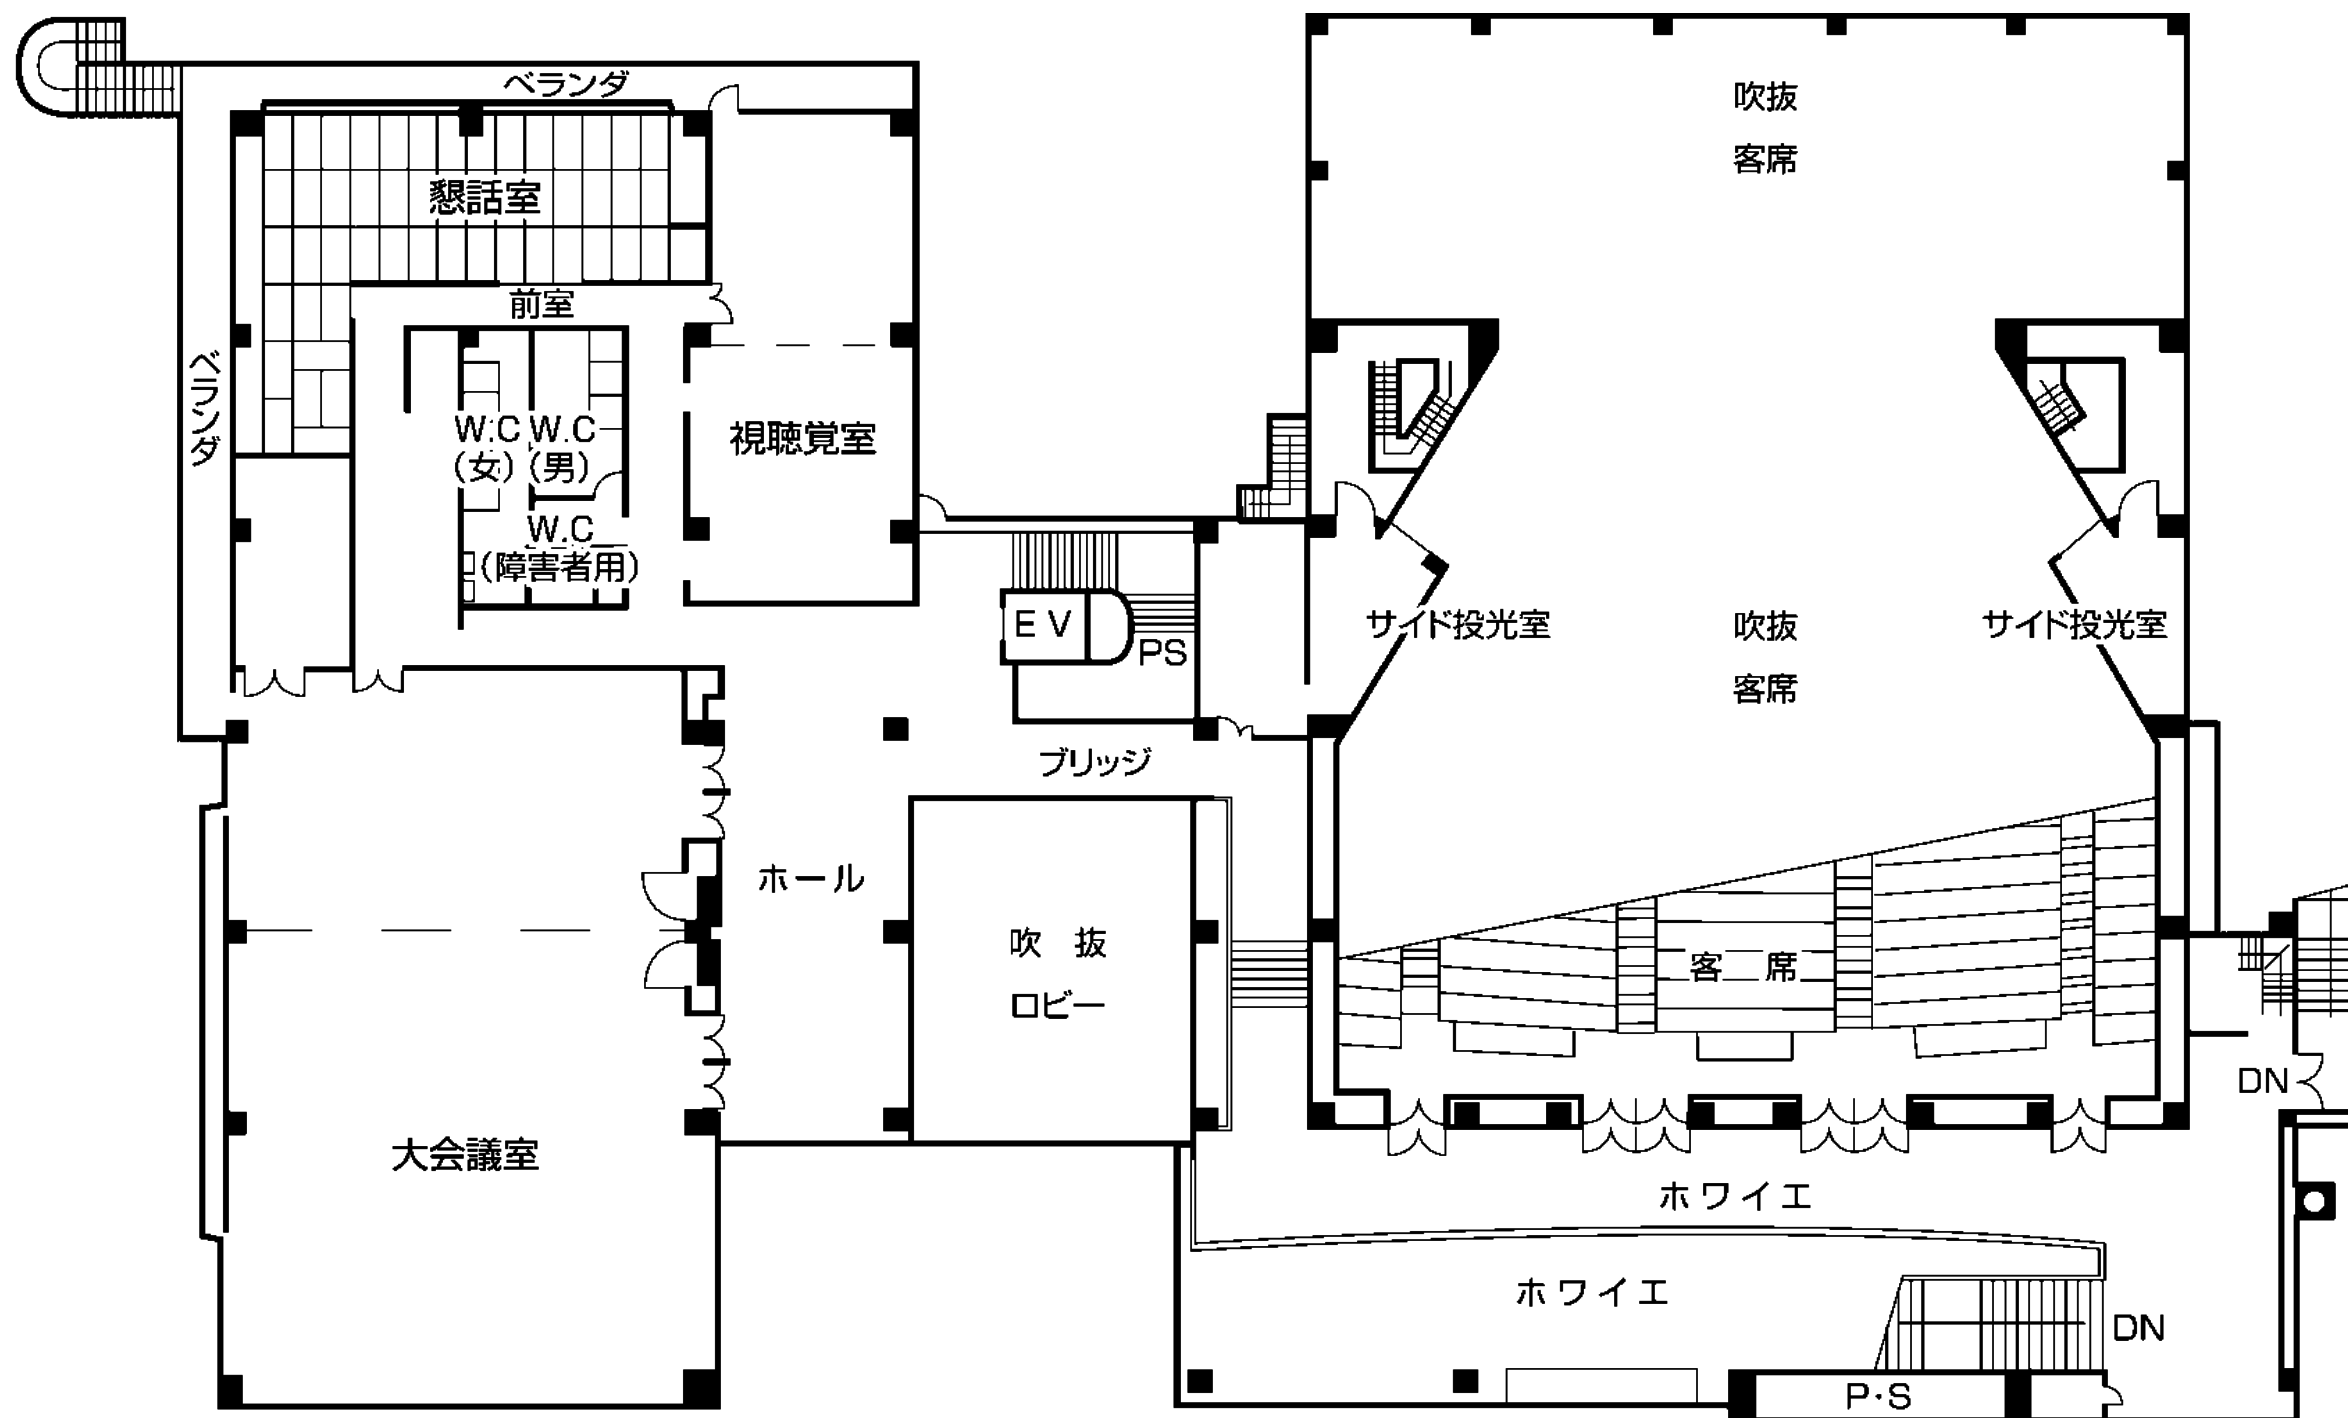 ベランダ
吹抜
客席
懇話室
前室
ベランダ
W.C
(女)
W.C
(男)
視聴覚室
W.C
(障害者用)
EV
PS
サイド投光室
吹抜
客席
サイド投光室
ブリッジ
ホール
吹抜
ロビー
客席
DN
大会議室
ホワイエ
ホワイエ
DN
P・S